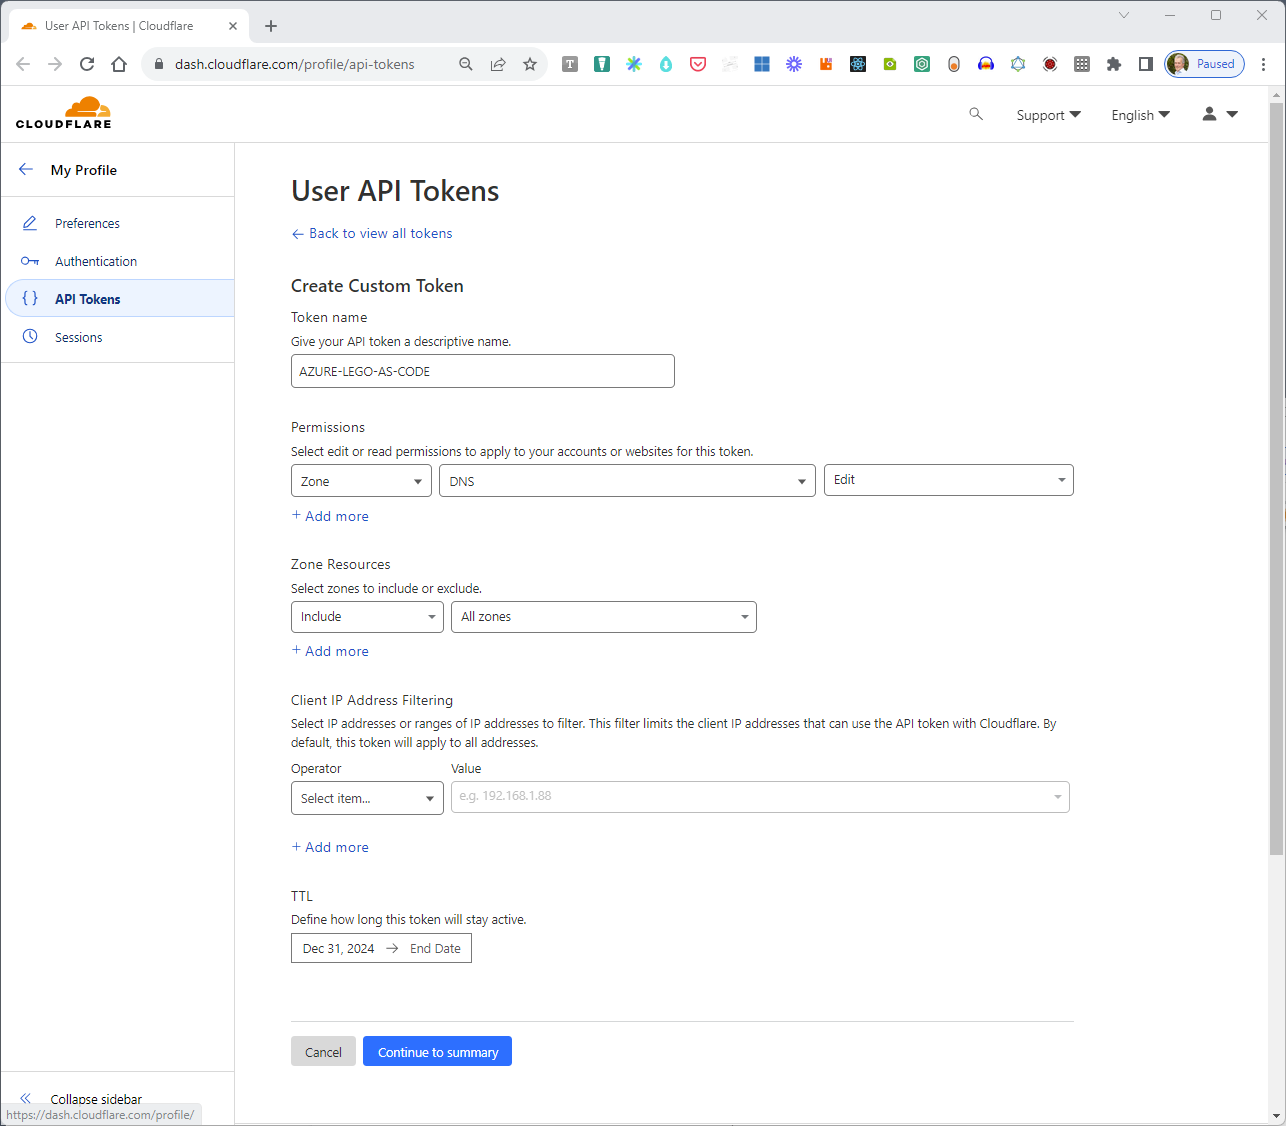 User API Tokens | Cloudflare
dash.cloudflare.com/profile/api-tokens
Paused
CLOUDFLARE
Support
English
My Profile
Preferences
Authentication
API Tokens
Sessions
User API Tokens
← Back to view all tokens
Create Custom Token
Token name
Give your API token a descriptive name.
AZURE-LEGO-AS-CODE
Permissions
Select edit or read permissions to apply to your accounts or websites for this token.
Zone DNS Edit
+ Add more
Zone Resources
Select zones to include or exclude.
Include All zones
+ Add more
Client IP Address Filtering
Select IP addresses or ranges of IP addresses to filter. This filter limits the client IP addresses that can use the API token with Cloudflare. By
default, this token will apply to all addresses.
Operator Value
Select item... e.g. 192.168.1.88
+ Add more
TTL
Define how long this token will stay active.
Dec 31, 2024 → End Date
Cancel Continue to summary
Collapse sidebar
https://dash.cloudflare.com/profile/